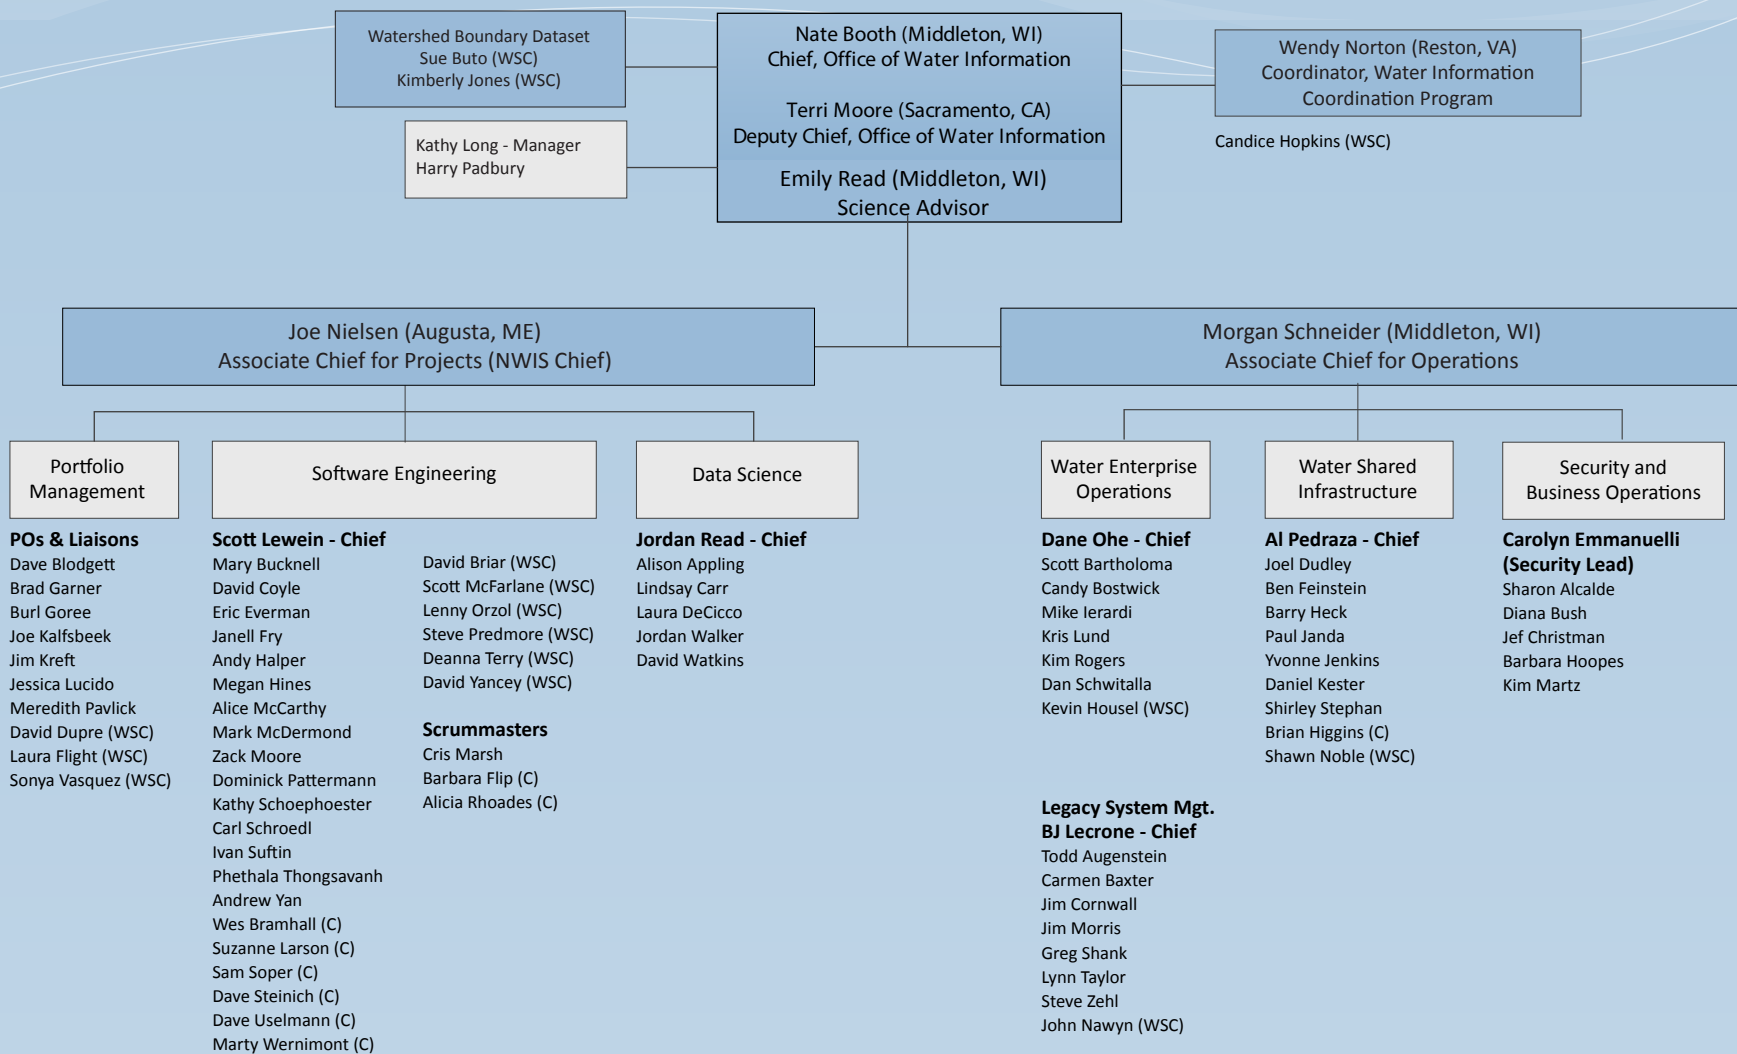 Watershed Boundary Dataset
Sue Buto (WSC)
Kimberly Jones (WSC)
Kathy Long - Manager
Harry Padbury
Nate Booth (Middleton, WI)
Chief, Office of Water Information
Terri Moore (Sacramento, CA)
Deputy Chief, Office of Water Information
Emily Read (Middleton, WI)
Science Advisor
Wendy Norton (Reston, VA)
Coordinator, Water Information
Coordination Program
Candice Hopkins (WSC)
Joe Nielsen (Augusta, ME)
Associate Chief for Projects (NWIS Chief)
Morgan Schneider (Middleton, WI)
Associate Chief for Operations
Portfolio
Management
POs & Liaisons
Dave Blodgett
Brad Garner
Burl Goree
Joe Kalfsbeek
Jim Kreft
Jessica Lucido
Meredith Pavlick
David Dupre (WSC)
Laura Flight (WSC)
Sonya Vasquez (WSC)
Software Engineering
Scott Lewein - Chief
Mary Bucknell
David Coyle
Eric Everman
Janell Fry
Andy Halper
Megan Hines
Alice McCarthy
Mark McDermond
Zack Moore
Dominick Pattermann
Kathy Schoephoester
Carl Schroedl
Ivan Suftin
Phethala Thongsavanh
Andrew Yan
Wes Bramhall (C)
Suzanne Larson (C)
Sam Soper (C)
Dave Steinich (C)
Dave Uselmann (C)
Marty Wernimont (C)
David Briar (WSC)
Scott McFarlane (WSC)
Lenny Orzol (WSC)
Steve Predmore (WSC)
Deanna Terry (WSC)
David Yancey (WSC)
Scrummasters
Cris Marsh
Barbara Flip (C)
Alicia Rhoades (C)
Data Science
Jordan Read - Chief
Alison Appling
Lindsay Carr
Laura DeCicco
Jordan Walker
David Watkins
Water Enterprise
Operations
Dane Ohe - Chief
Scott Bartholoma
Candy Bostwick
Mike Ierardi
Kris Lund
Kim Rogers
Dan Schwitalla
Kevin Housel (WSC)
Legacy System Mgt.
BJ Lecrone - Chief
Todd Augenstein
Carmen Baxter
Jim Cornwall
Jim Morris
Greg Shank
Lynn Taylor
Steve Zehl
John Nawyn (WSC)
Water Shared
Infrastructure
Al Pedraza - Chief
Joel Dudley
Ben Feinstein
Barry Heck
Paul Janda
Yvonne Jenkins
Daniel Kester
Shirley Stephan
Brian Higgins (C)
Shawn Noble (WSC)
Security and
Business Operations
Carolyn Emmanuelli
(Security Lead)
Sharon Alcalde
Diana Bush
Jef Christman
Barbara Hoopes
Kim Martz